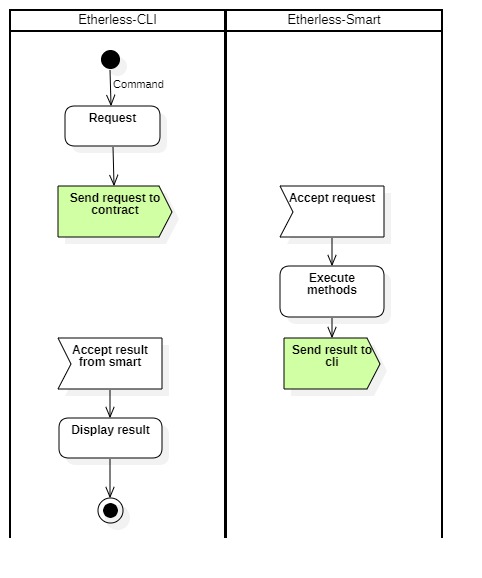 Etherless-CLI
Etherless-Smart
Command
Request
Send request to
contract
Accept request
Execute
methods
Accept result
from smart
Send result to
cli
Display result